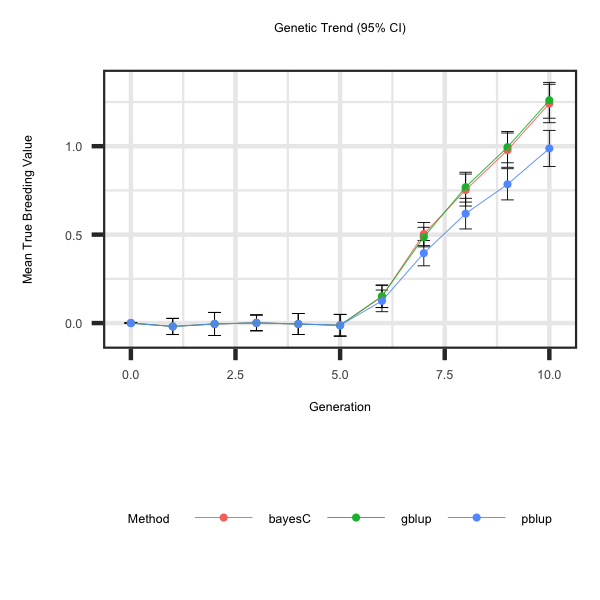 Genetic Trend (95% CI)
Mean True Breeding Value
1.0
0.5
0.0
0.0 2.5 5.0 7.5 10.0
Generation
Method bayesC gblup pblup